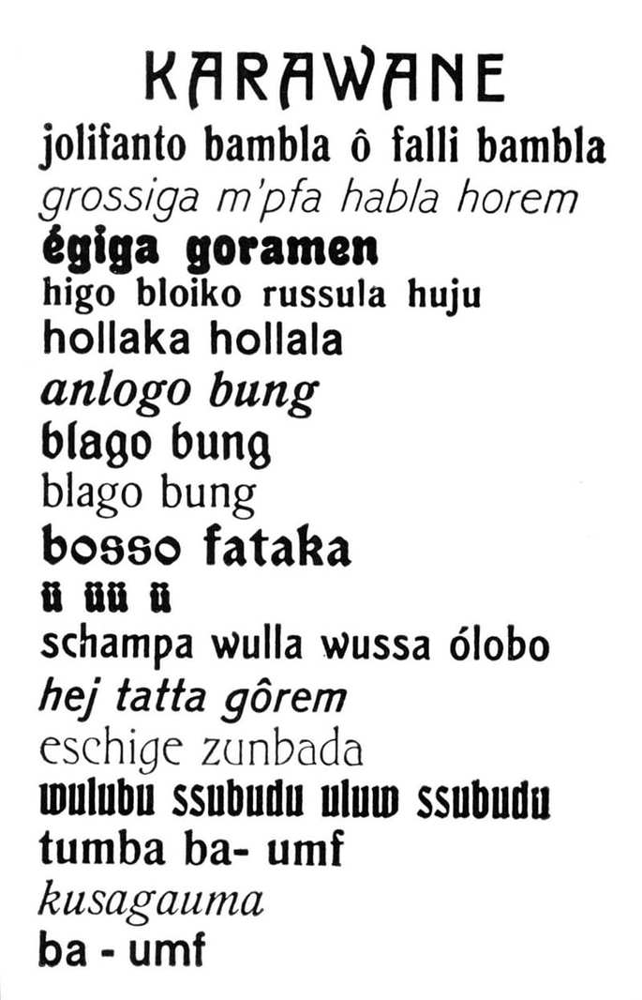 KARAWANE
jolifanto bambla ô falli bambla
grossiga m'pfa habla horem
égiga goramen
higo bloiko russula huju
hollaka hollala
anlogo bung
blago bung
blago bung
bosso fataka
ü üü ü
schampa wulla wussa ólobo
hej tatta gôrem
eschige zunbada
wulubu ssubudu uluw ssubudu
tumba ba- umf
kusagauma
ba - umf